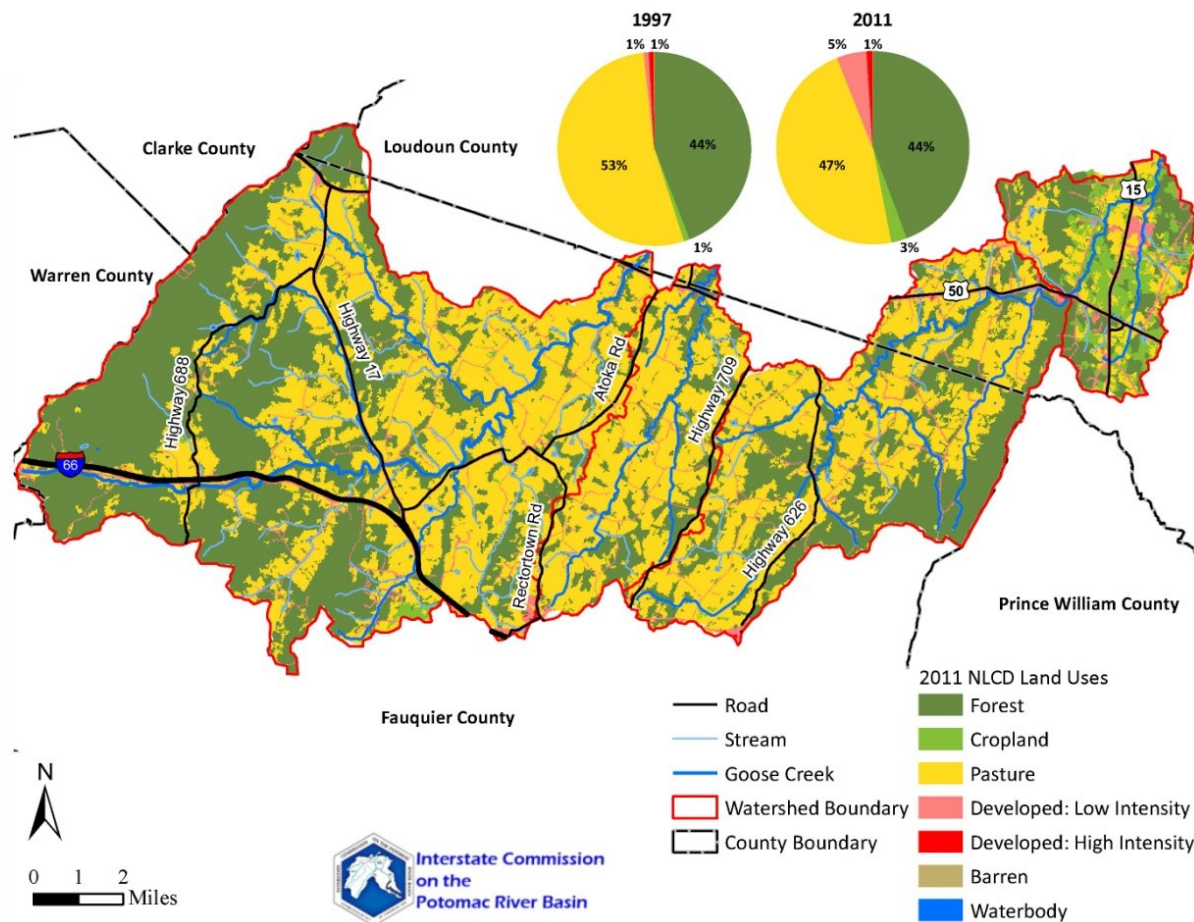 1997
2011
1%
1%
44%
53%
1%
5%
1%
44%
47%
3%
Clarke County
Loudoun County
Warren County
15
50
Highway 688
Highway 17
Atoka Rd
Highway 709
66
Rectortown Rd
Highway 626
Prince William County
Fauquier County
Road
Stream
Goose Creek
Watershed Boundary
County Boundary
2011 NLCD Land Uses
Forest
Cropland
Pasture
Developed: Low Intensity
Developed: High Intensity
Barren
Waterbody
N
0 1 2
Miles
Interstate Commission
on the
Potomac River Basin